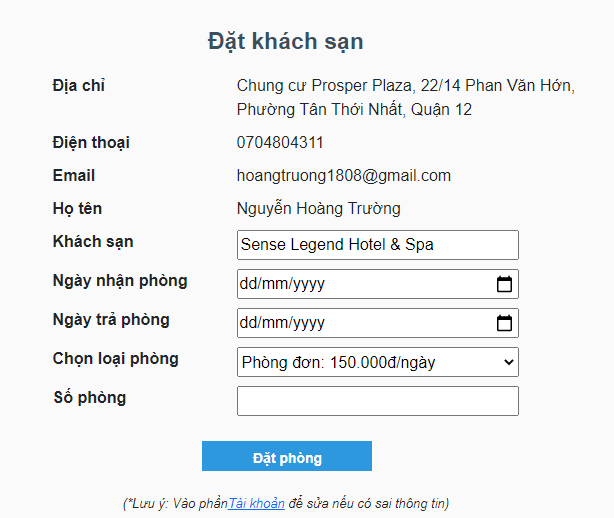 Đặt khách sạn
Địa chỉ Chung cư Prosper Plaza, 22/14 Phan Văn Hớn,
Phường Tân Thới Nhất, Quận 12
Điện thoại 0704804311
Email hoangtruong1808@gmail.com
Họ tên Nguyễn Hoàng Trường
Khách sạn Sense Legend Hotel & Spa
Ngày nhận phòng dd/mm/yyyy
Ngày trả phòng dd/mm/yyyy
Chọn loại phòng Phòng đơn: 150.000đ/ngày
Số phòng
Đặt phòng
(*Lưu ý: Vào phầnTài khoản để sửa nếu có sai thông tin)